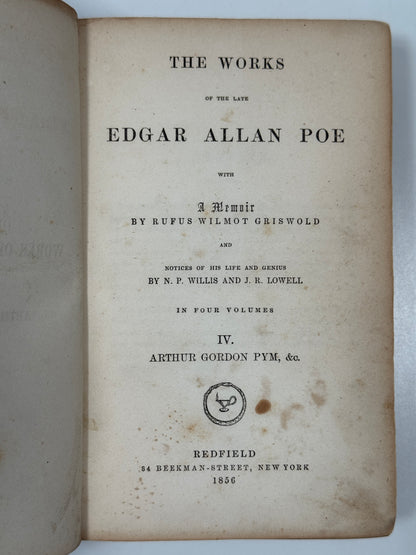 THE WORKS
OF THE LATE
EDGAR ALLAN POE
WITH
A Memoir
BY RUFUS WILMOT GRISWOLD
AND
NOTICES OF HIS LIFE AND GENIUS
BY N. P. WILLIS AND J. R. LOWELL
IN FOUR VOLUMES
IV.
ARTHUR GORDON PYM, &c.
REDFIELD
34 BEEKMAN-STREET, NEW YORK
1856